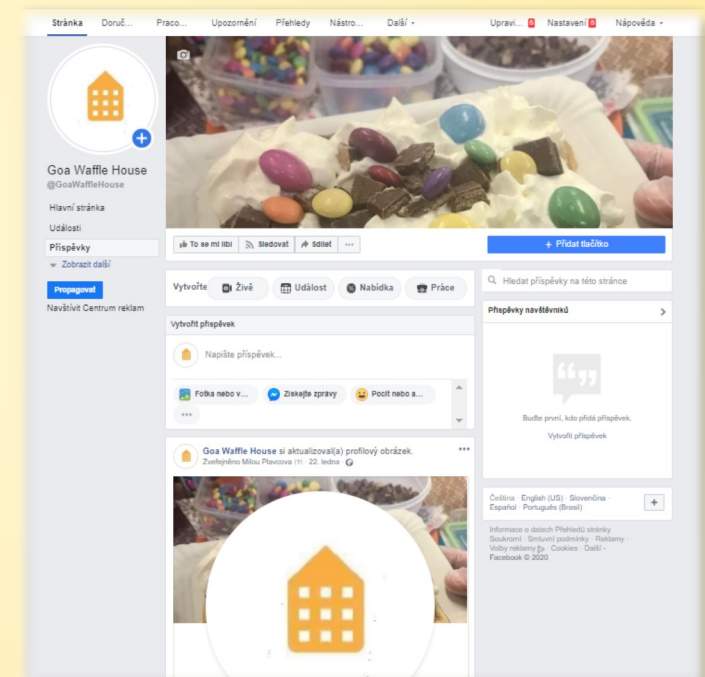 Stránka Doruč... Praco... Upozornění Přehledy Nástro... Další Upravi... Nastavení Nápověda
Goa Waffle House
@GoaWaffleHouse
Hlavní stránka
Události
Příspěvky
Zobrazit další
Propagovat
Navštívit Centrum reklam
To se mi líbí Sledovat Sdílet ...
+ Přidat tlačítko
Vytvořte Živě Událost Nabídka Práce
Vytvořit příspěvek
Napište příspěvek...
Fotka nebo v... Získejte zprávy Pocit nebo a...
...
Goa Waffle House si aktualizoval(a) profilový obrázek. ...
Zveřejněno Milou Plavcova [?] · 22. ledna ·
Hledat příspěvky na této stránce
Příspěvky návštěvníků
Buďte první, kdo přidá příspěvek.
Vytvořit příspěvek
Čeština · English (US) · Slovenčina ·
Español · Português (Brasil)
+
Informace o datech Přehledů stránky
Soukromí · Smluvní podmínky · Reklamy ·
Volby reklamy · Cookies · Další
Facebook © 2020